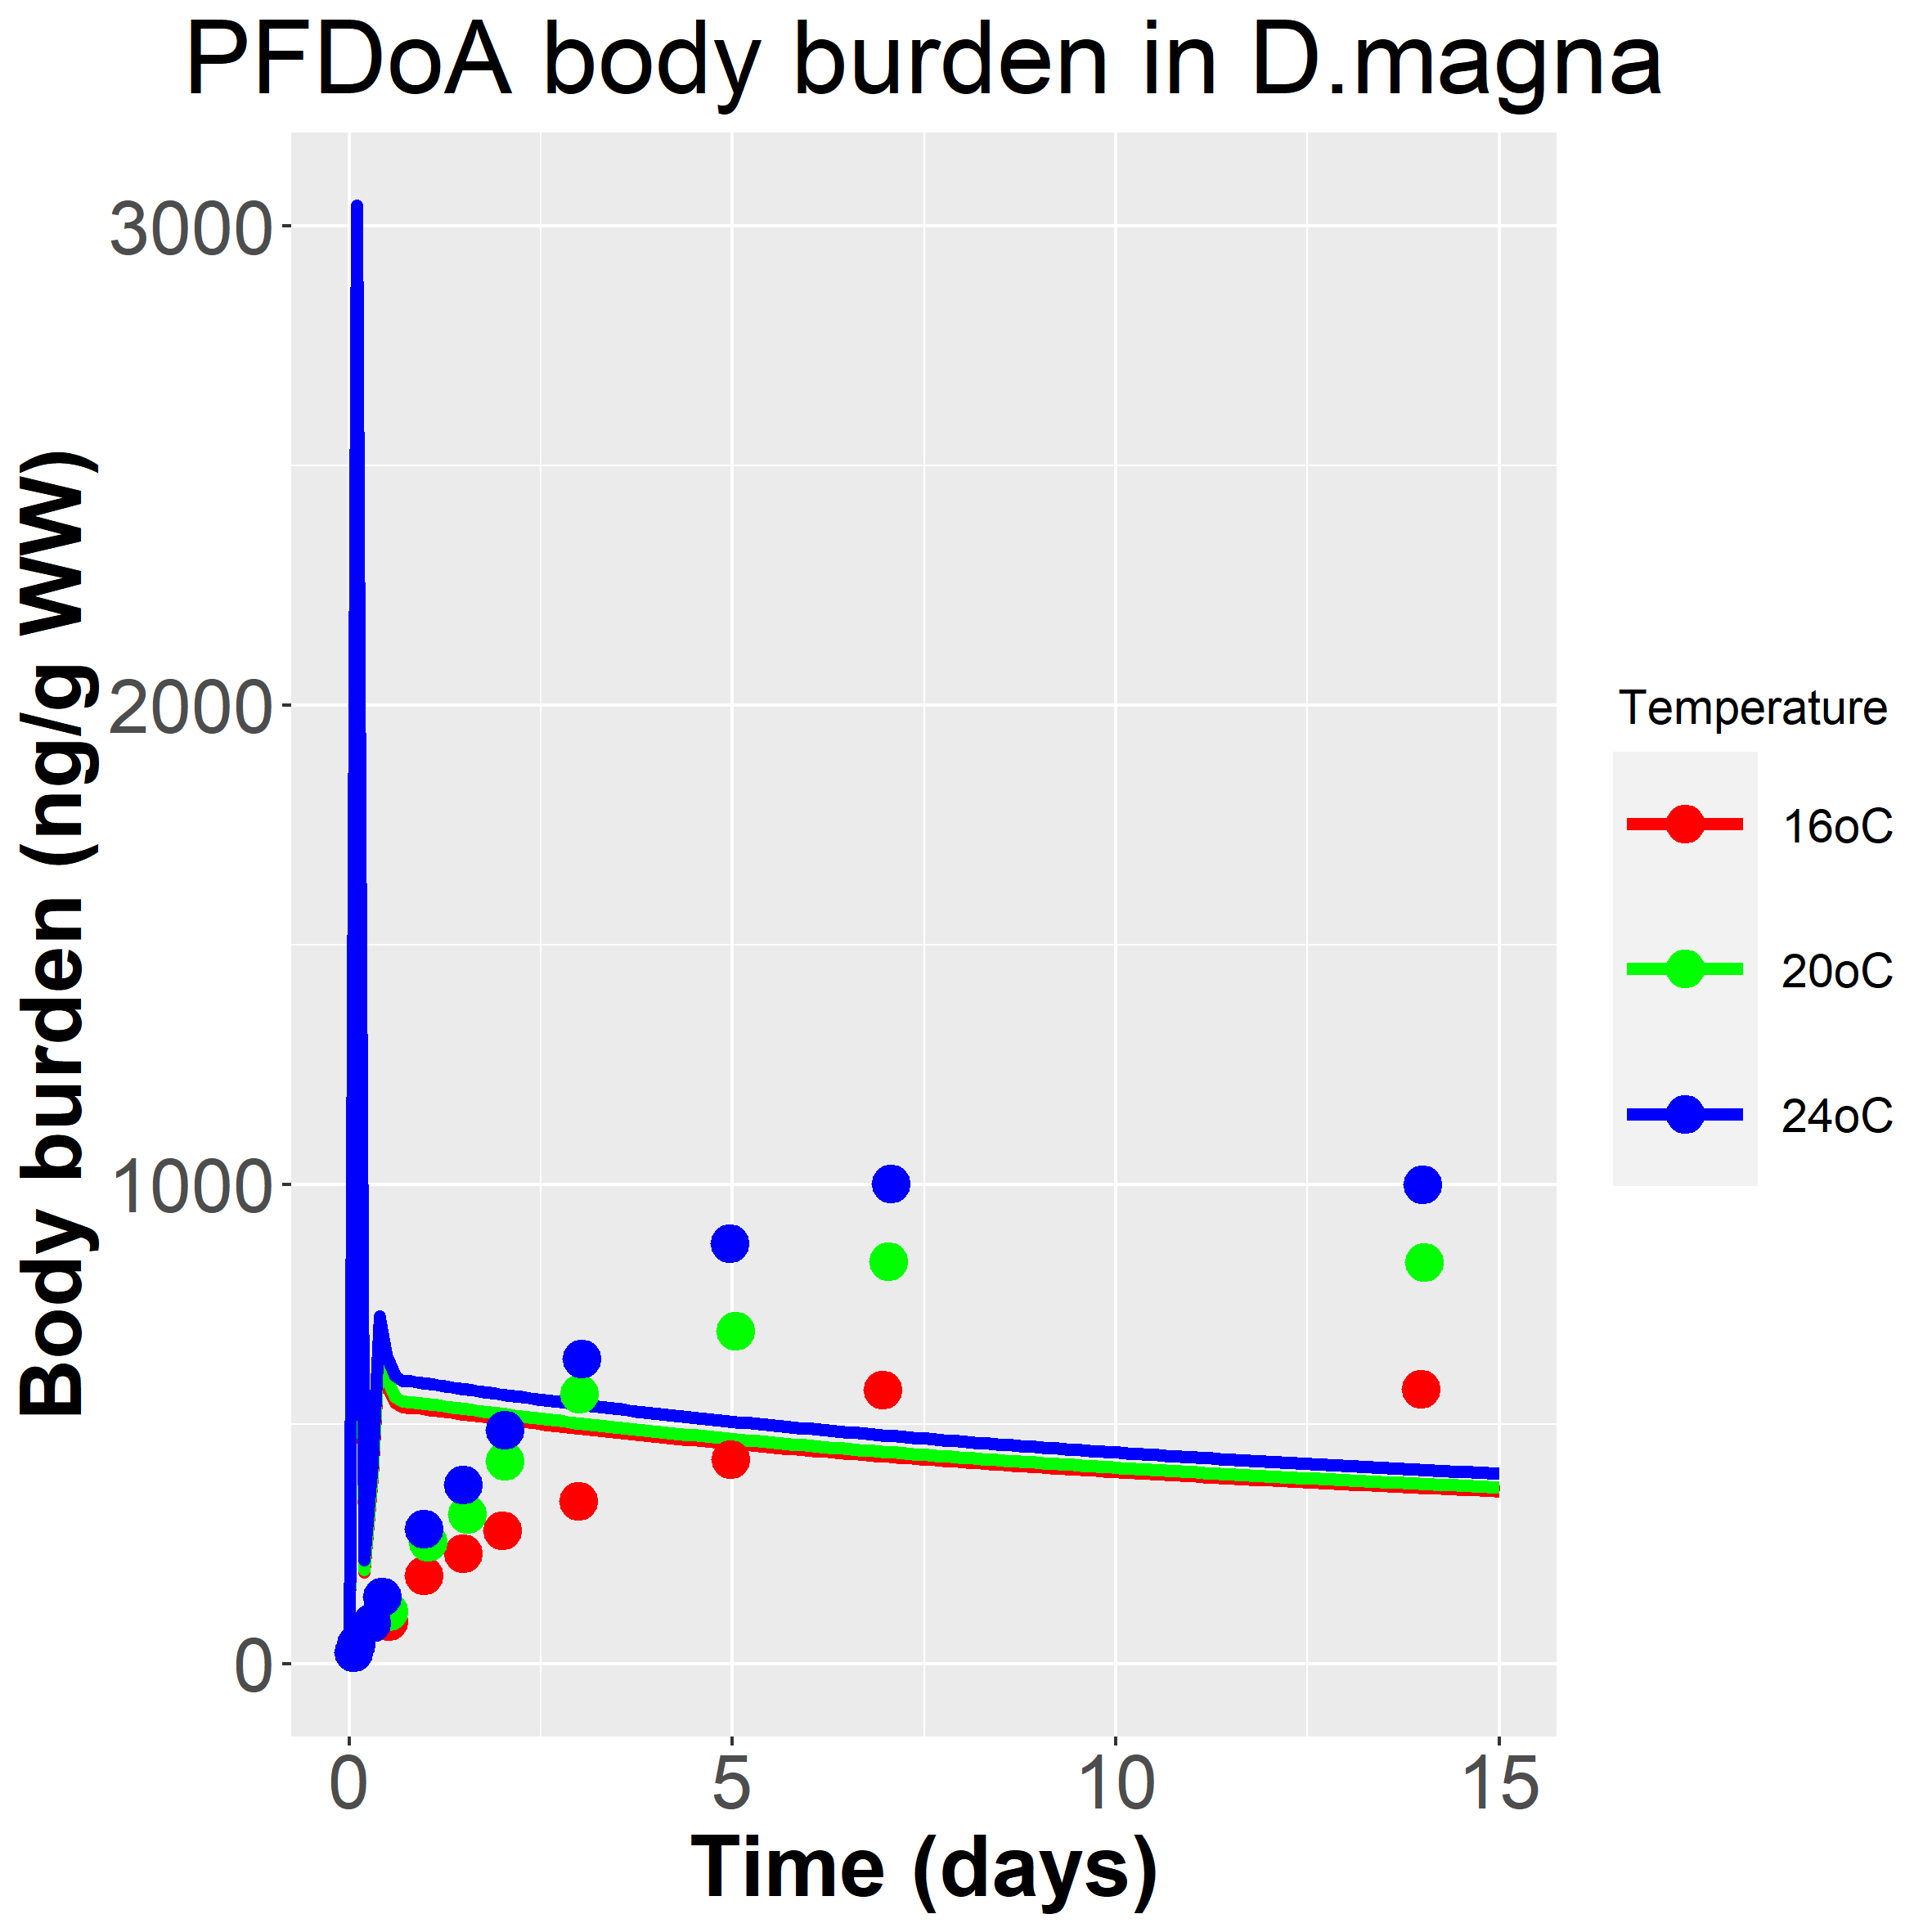 PFDoA body burden in D.magna
Body burden (ng/g WW)
3000
2000
1000
0
0 5 10 15
Time (days)
Temperature
16oC
20oC
24oC